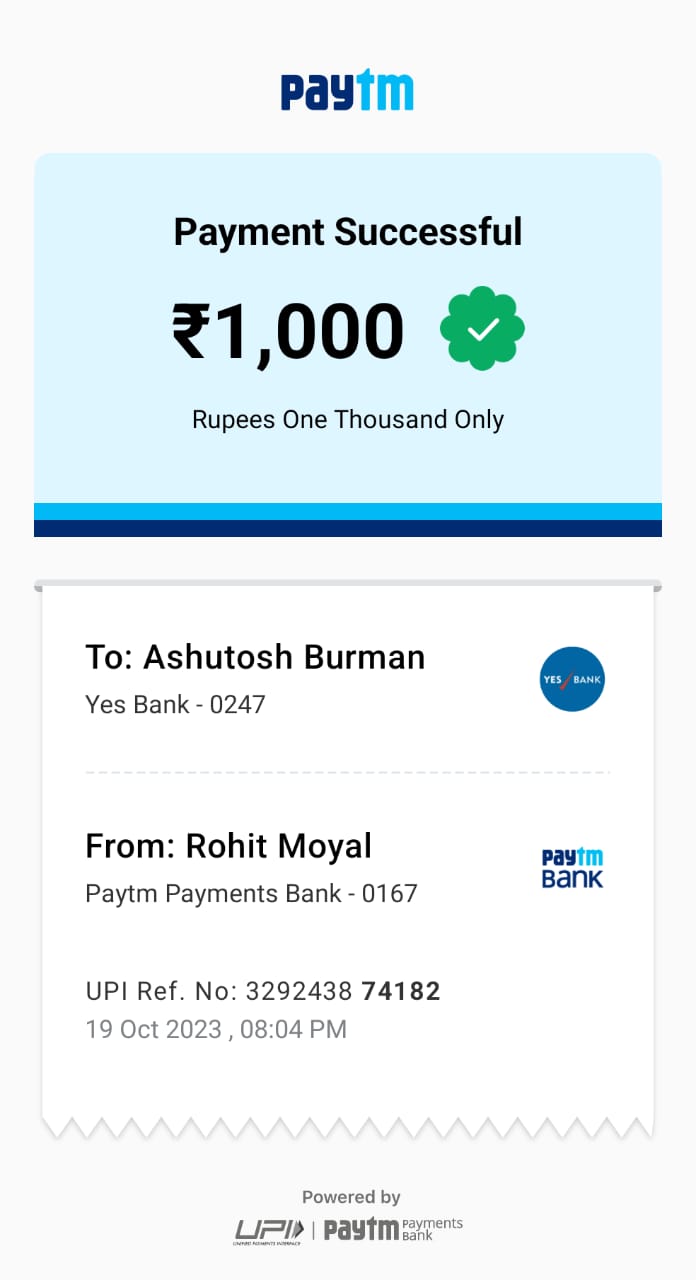 paytm
Payment Successful
₹1,000
Rupees One Thousand Only
To: Ashutosh Burman
Yes Bank - 0247
YES BANK
From: Rohit Moyal
Paytm Payments Bank - 0167
paytm
BANK
UPI Ref. No: 3292438 74182
19 Oct 2023 , 08:04 PM
Powered by
UPI | paytm Payments Bank
UNIFIED PAYMENTS INTERFACE